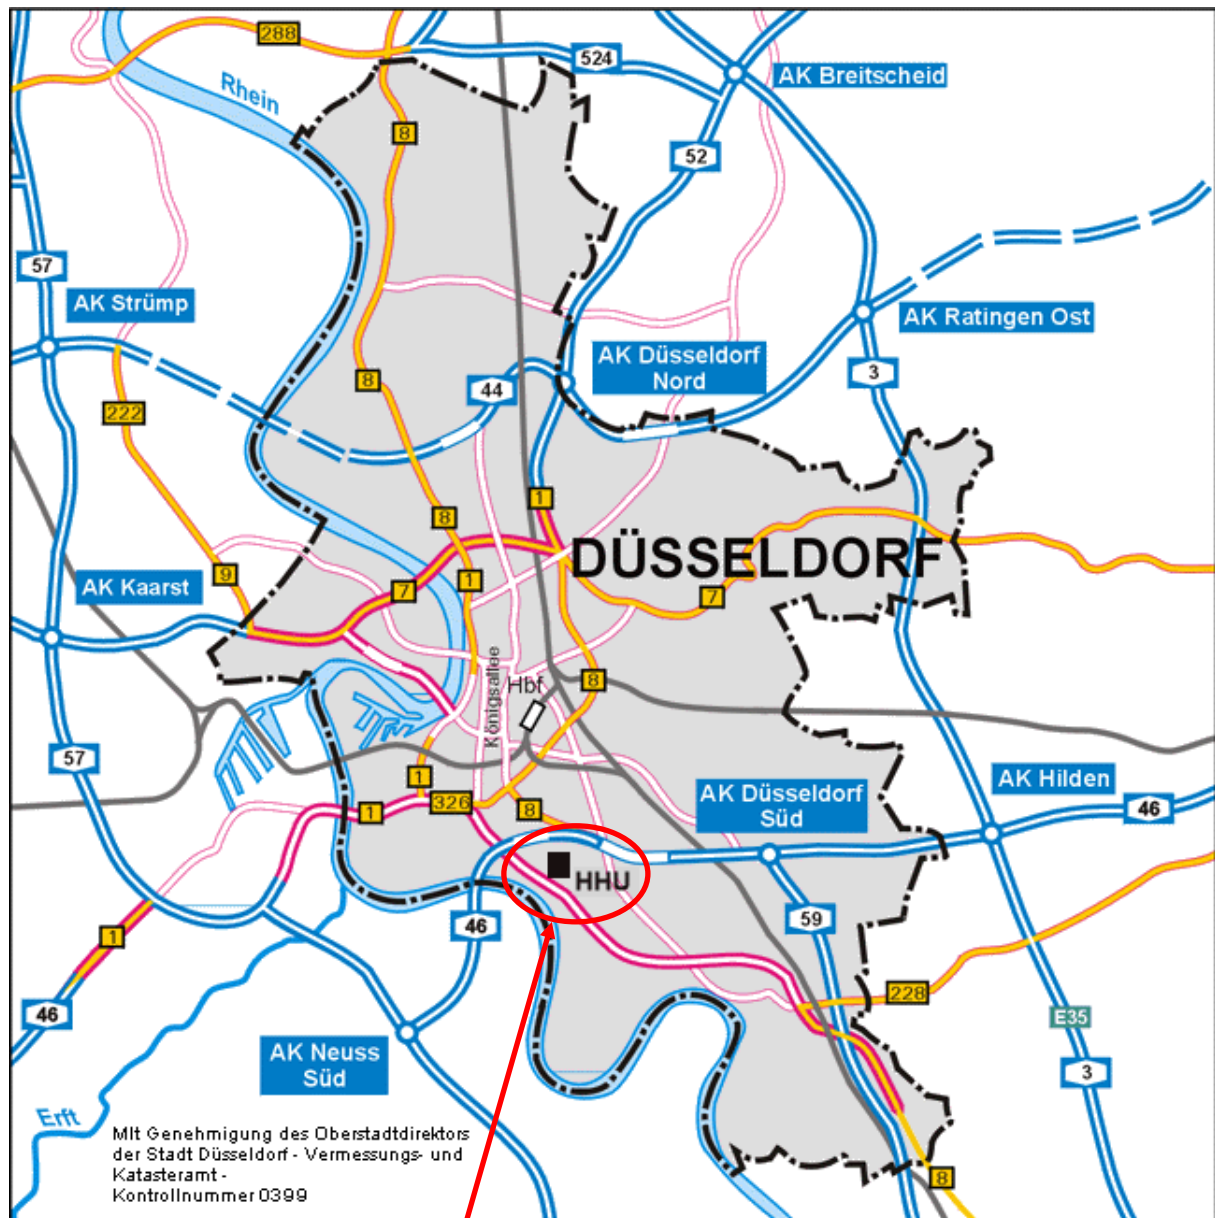 288
524
AK Breitscheid
Rhein
8
52
57
AK Strümp
AK Ratingen Ost
AK Düsseldorf
Nord
3
8
44
222
1
8
DÜSSELDORF
AK Kaarst
9
1
7
7
Königsallee
Hbf
8
57
1
AK Hilden
46
AK Düsseldorf
Süd
326
1
8
HHU
46
59
1
228
46
E35
AK Neuss
Süd
3
Erft
MIt Genehmigung des Oberstadtdirektors
der Stadt Düsseldorf - Vermessungs- und
Katasteramt -
Kontrollnummer 0399
8